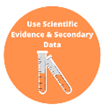 Use Scientific
Evidence & Secondary
Data